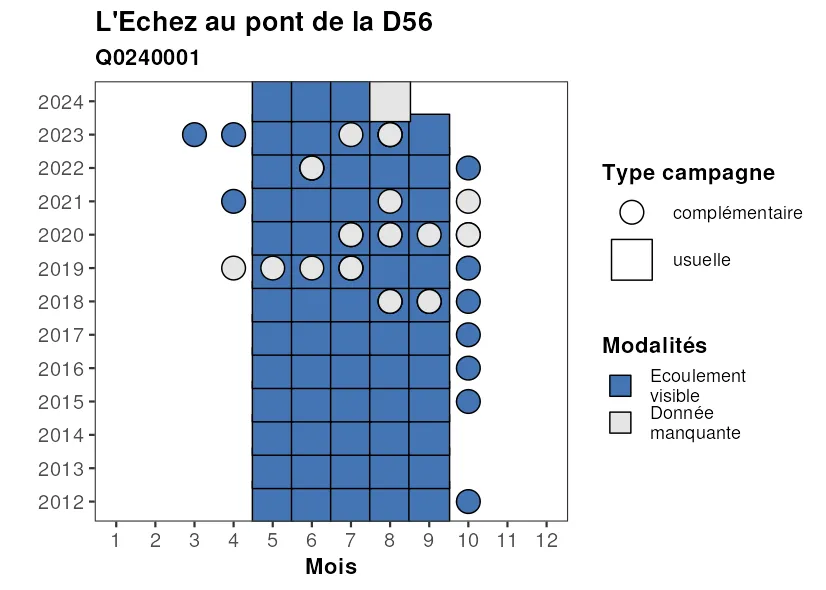 L'Echez au pont de la D56
Q0240001
2024
2023
2022
2021
2020
2019
2018
2017
2016
2015
2014
2013
2012
1 2 3 4 5 6 7 8 9 10 11 12
Mois
Type campagne
complémentaire
usuelle
Modalités
Ecoulement
visible
Donnée
manquante